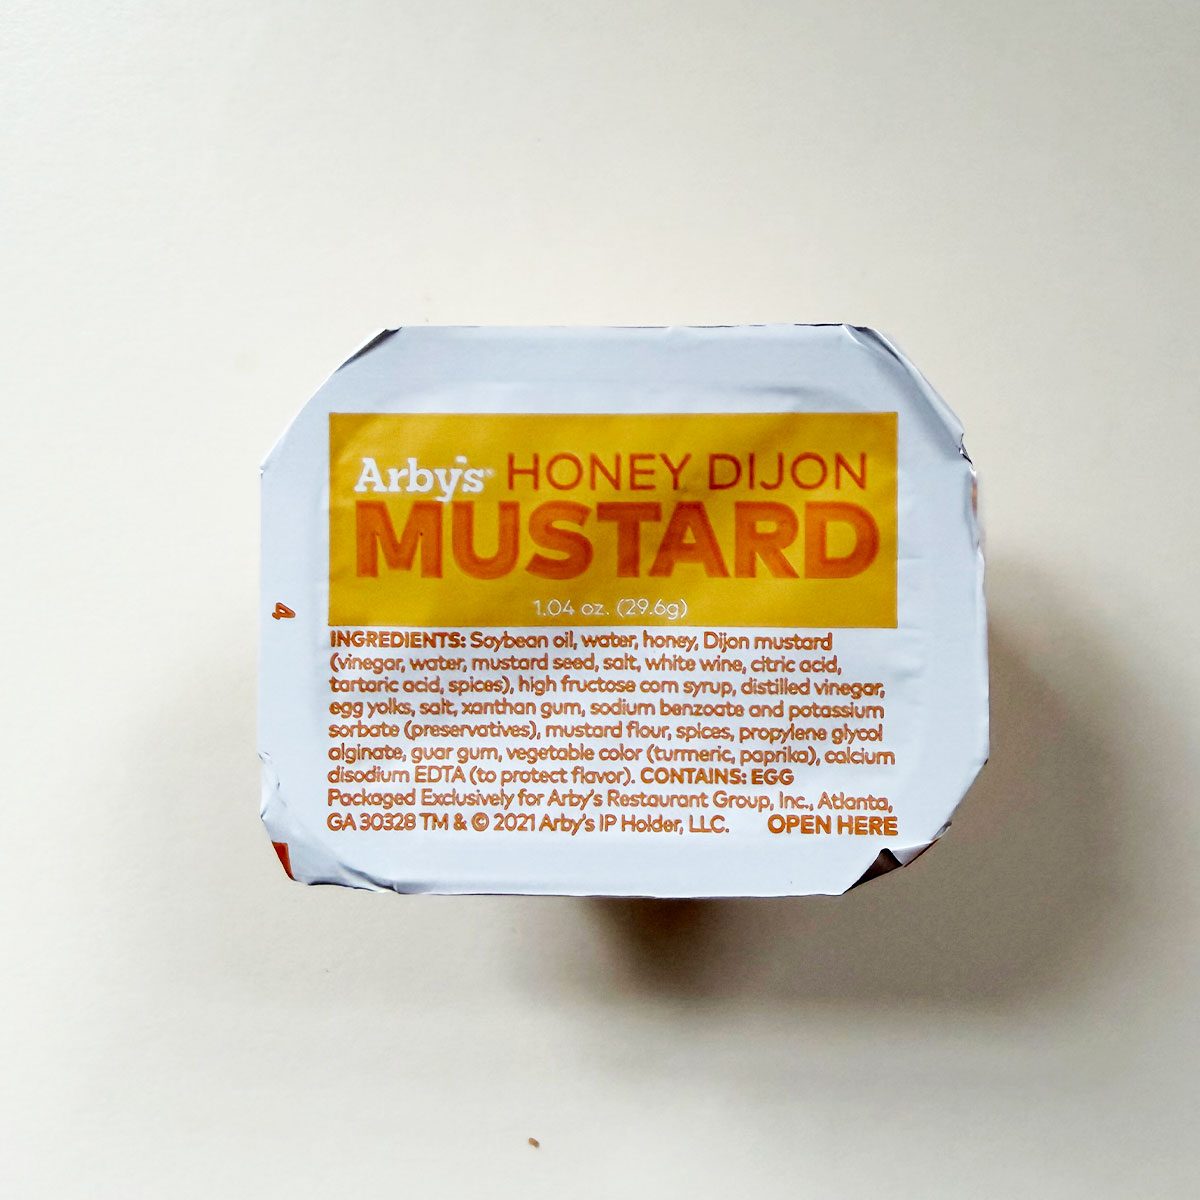 Arby's® HONEY DIJON
MUSTARD
1.04 oz. (29.6g)
INGREDIENTS: Soybean oil, water, honey, Dijon mustard
(vinegar, water, mustard seed, salt, white wine, citric acid,
tartaric acid, spices), high fructose corn syrup, distilled vinegar,
egg yolks, salt, xanthan gum, sodium benzoate and potassium
sorbate (preservatives), mustard flour, spices, propylene glycol
alginate, guar gum, vegetable color (turmeric, paprika), calcium
disodium EDTA (to protect flavor). CONTAINS: EGG
Packaged Exclusively for Arby's Restaurant Group, Inc., Atlanta,
GA 30328 TM & © 2021 Arby's IP Holder, LLC. OPEN HERE
4